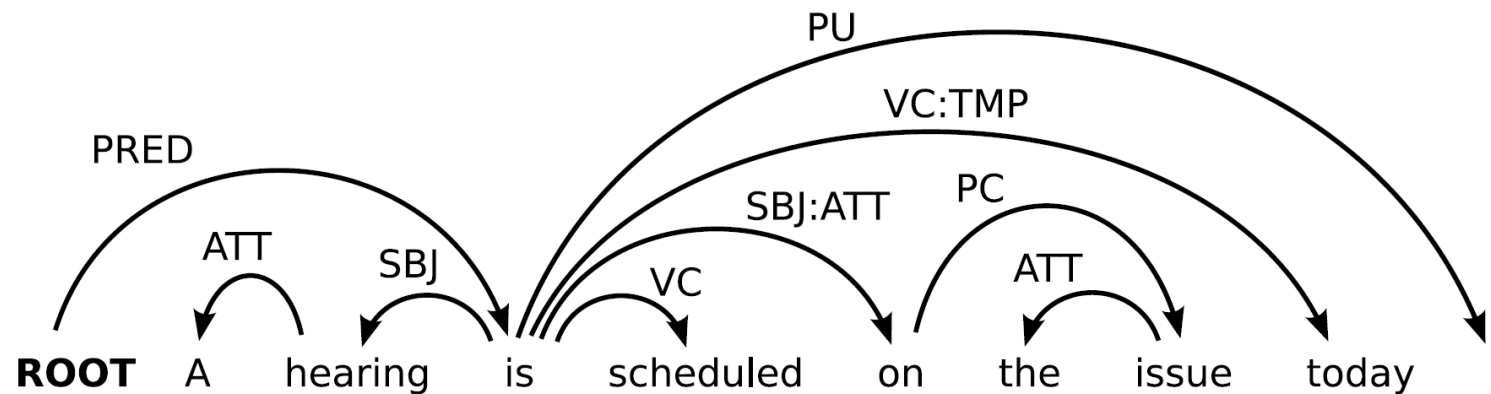 PU
VC:TMP
PRED
SBJ:ATT
PC
ATT
SBJ
VC
ATT
ROOT A hearing is scheduled on the issue today